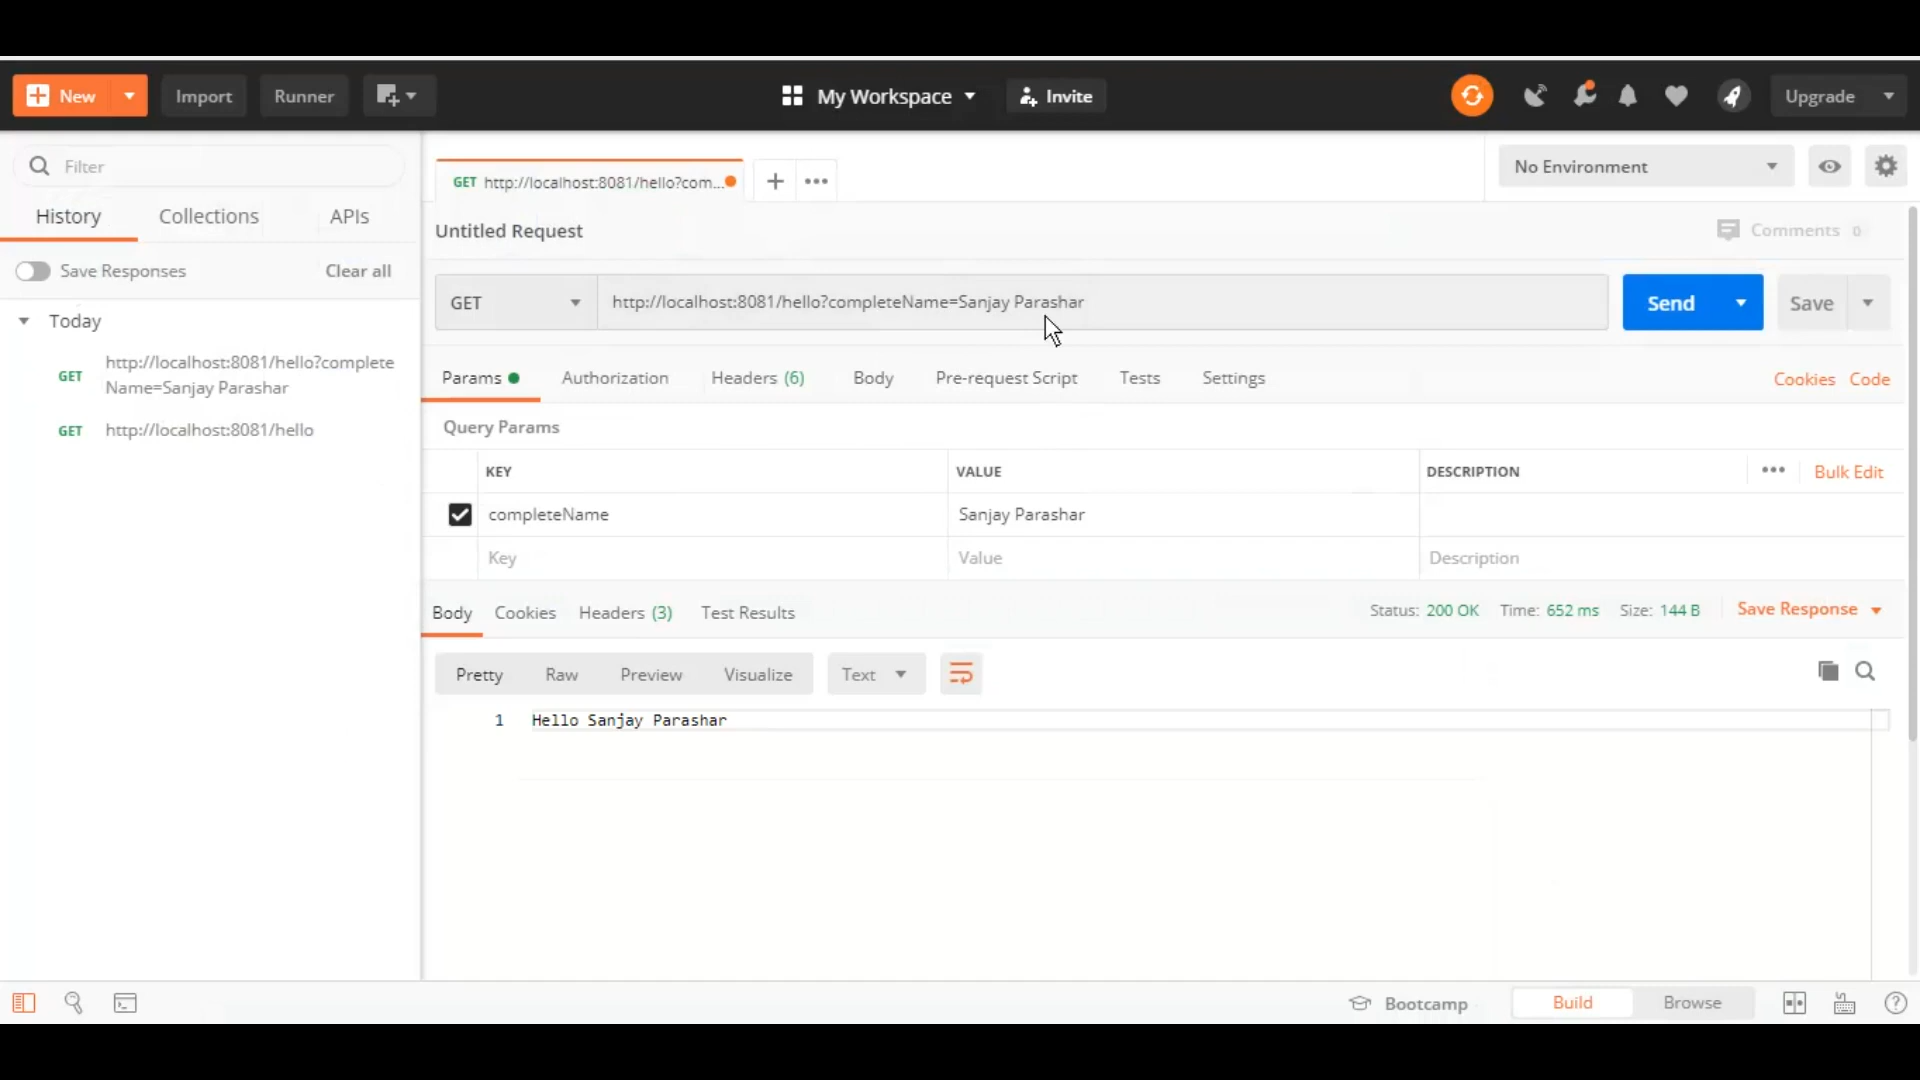 New
Import
Runner
My Workspace
Invite
Upgrade
Filter
History
Collections
APIs
Save Responses
Clear all
Today
GET
http://localhost:8081/hello?complete
Name=Sanjay Parashar
GET
http://localhost:8081/hello
GET http://localhost:8081/hello?com...
No Environment
Untitled Request
Comments 0
GET
http://localhost:8081/hello?completeName=Sanjay Parashar
Send
Save
Params
Authorization
Headers (6)
Body
Pre-request Script
Tests
Settings
Cookies
Code
Query Params
KEY
VALUE
DESCRIPTION
Bulk Edit
completeName
Sanjay Parashar
Key
Value
Description
Body
Cookies
Headers (3)
Test Results
Status: 200 OK
Time: 652 ms
Size: 144 B
Save Response
Pretty
Raw
Preview
Visualize
Text
1
Hello Sanjay Parashar
Bootcamp
Build
Browse